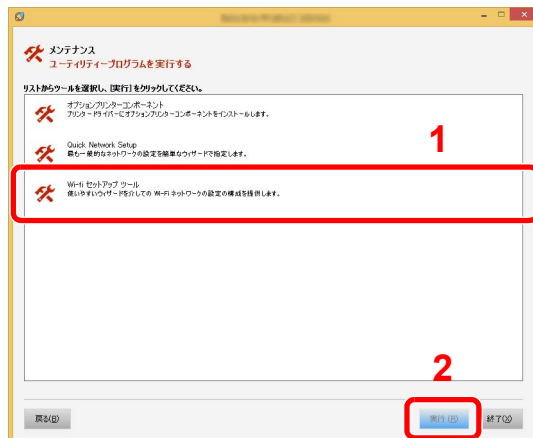 メンテナンス
ユーティリティープログラムを実行する
リストからツールを選択し、[実行]をクリックしてください。
オプションプリンターコンポーネント
プリンタードライバーにオプションプリンターコンポーネントをインストールします。
1
Quick Network Setup
最も一般的なネットワークの設定を簡単なウィザードで指定します。
Wi-fi セットアップ ツール
使いやすいウィザードを介しての Wi-Fi ネットワークの設定の構成を提供します。
2
戻る(B)
実行(R)
終了(X)